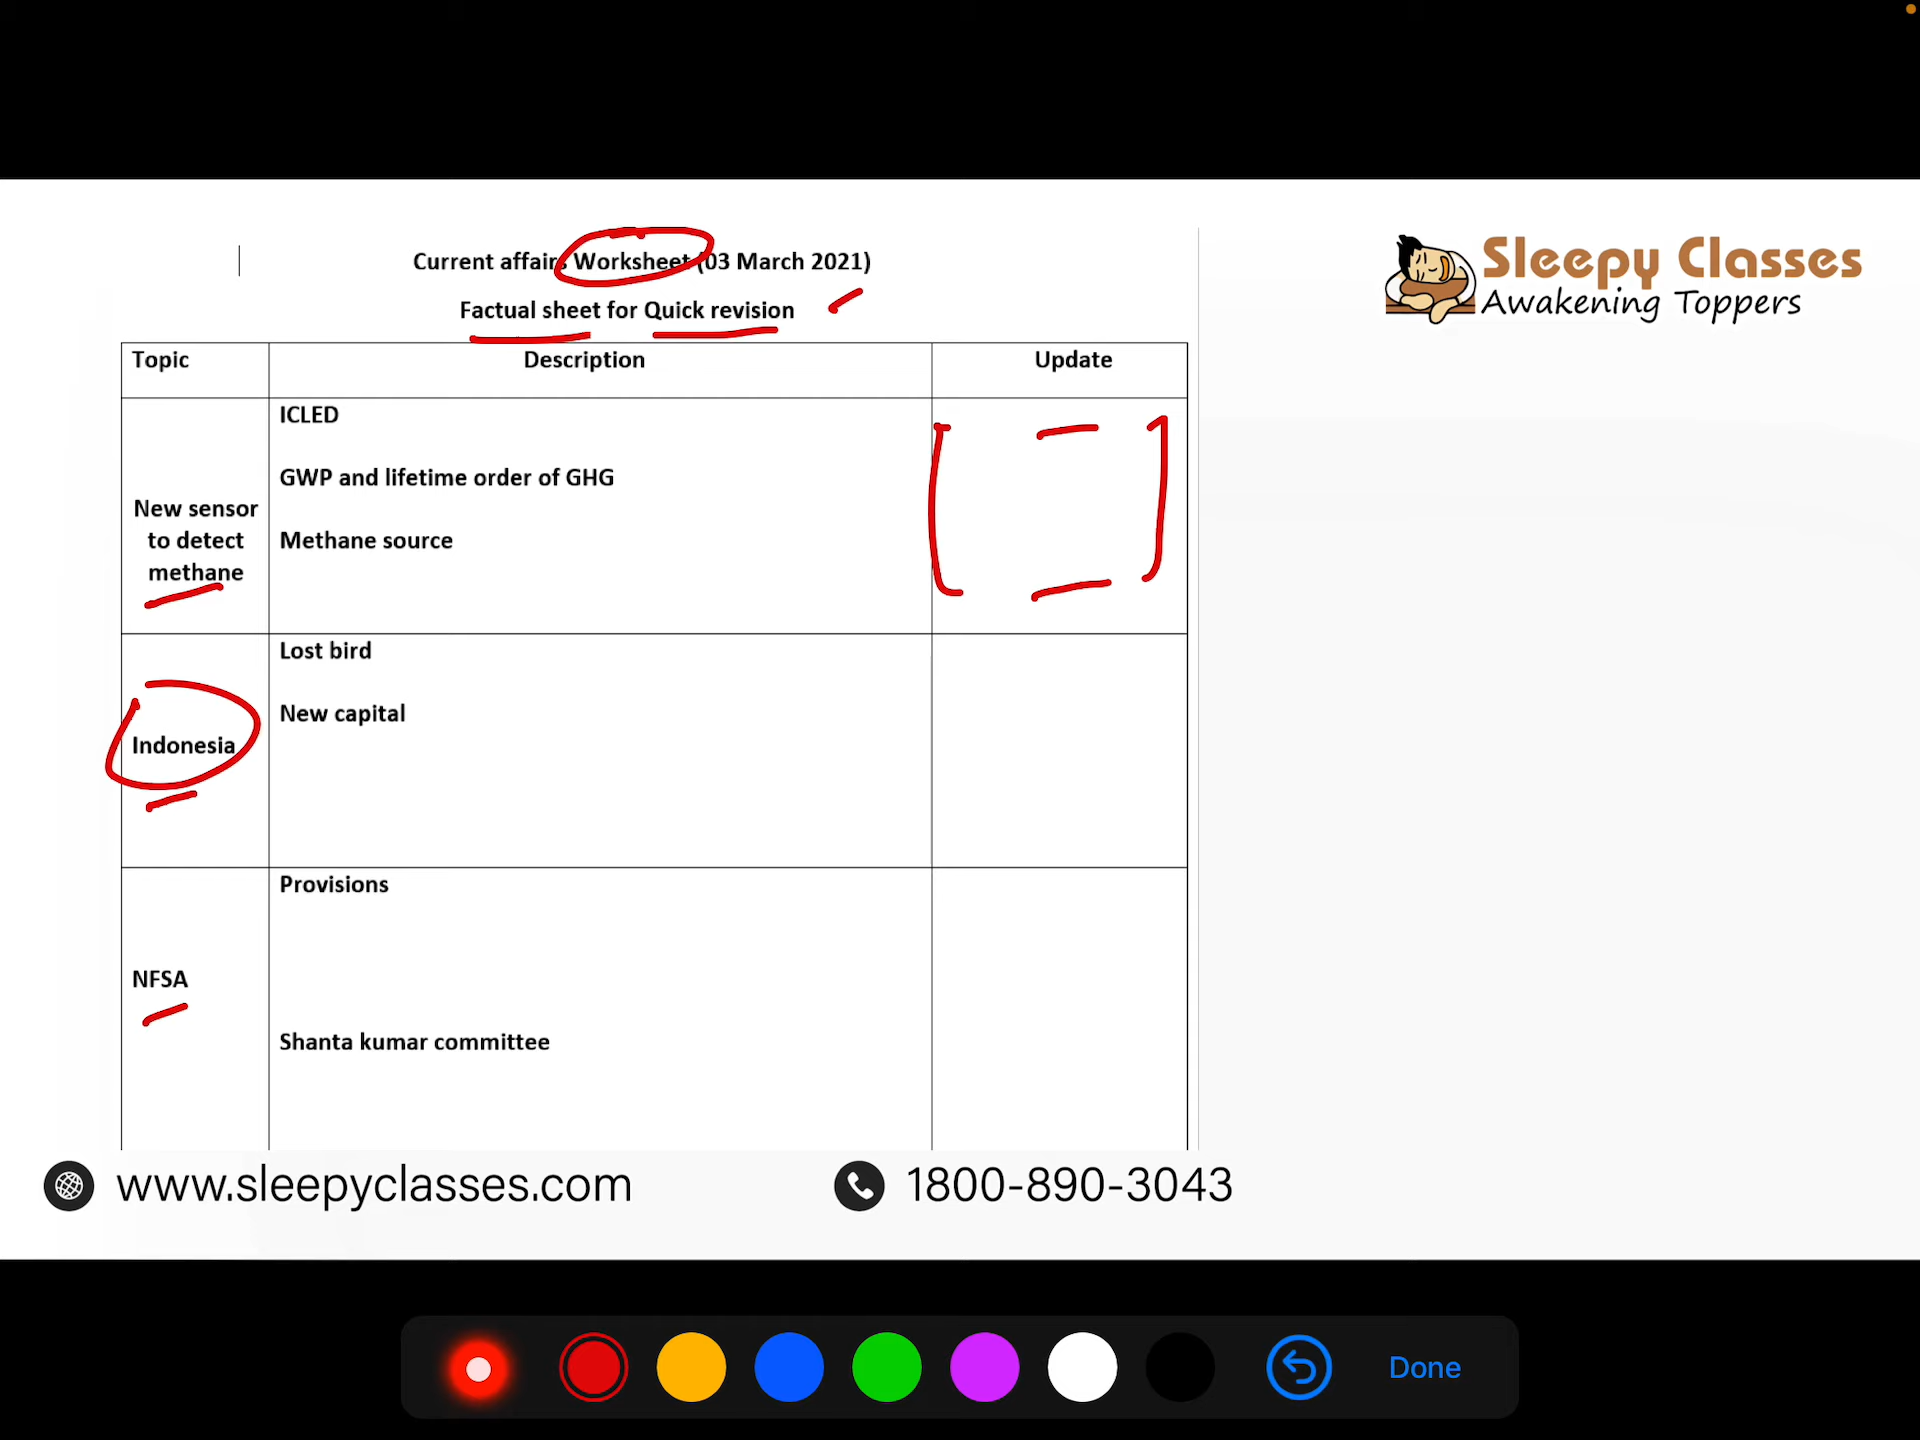 Current affairs Worksheet (03 March 2021)
Factual sheet for Quick revision
Sleepy Classes
Awakening Toppers
Topic
Description
Update
New sensor
to detect
methane
ICLED
GWP and lifetime order of GHG
Methane source
Indonesia
Lost bird
New capital
NFSA
Provisions
Shanta kumar committee
www.sleepyclasses.com
1800-890-3043
Done